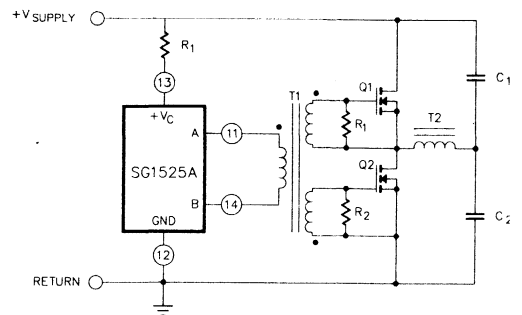 +V SUPPLY
R1
13
+VC
A
11
SG1525A
B
14
GND
12
RETURN
T1
Q1
R1
Q2
R2
T2
C1
C2